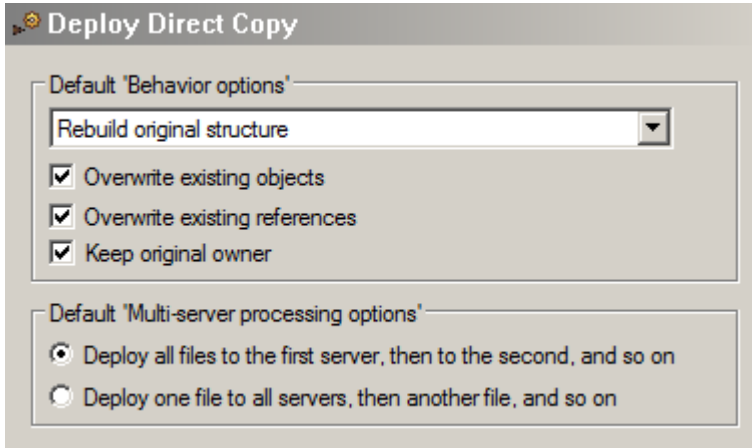 Deploy Direct Copy
Default 'Behavior options'
Rebuild original structure
Overwrite existing objects
Overwrite existing references
Keep original owner
Default 'Multi-server processing options'
Deploy all files to the first server, then to the second, and so on
Deploy one file to all servers, then another file, and so on